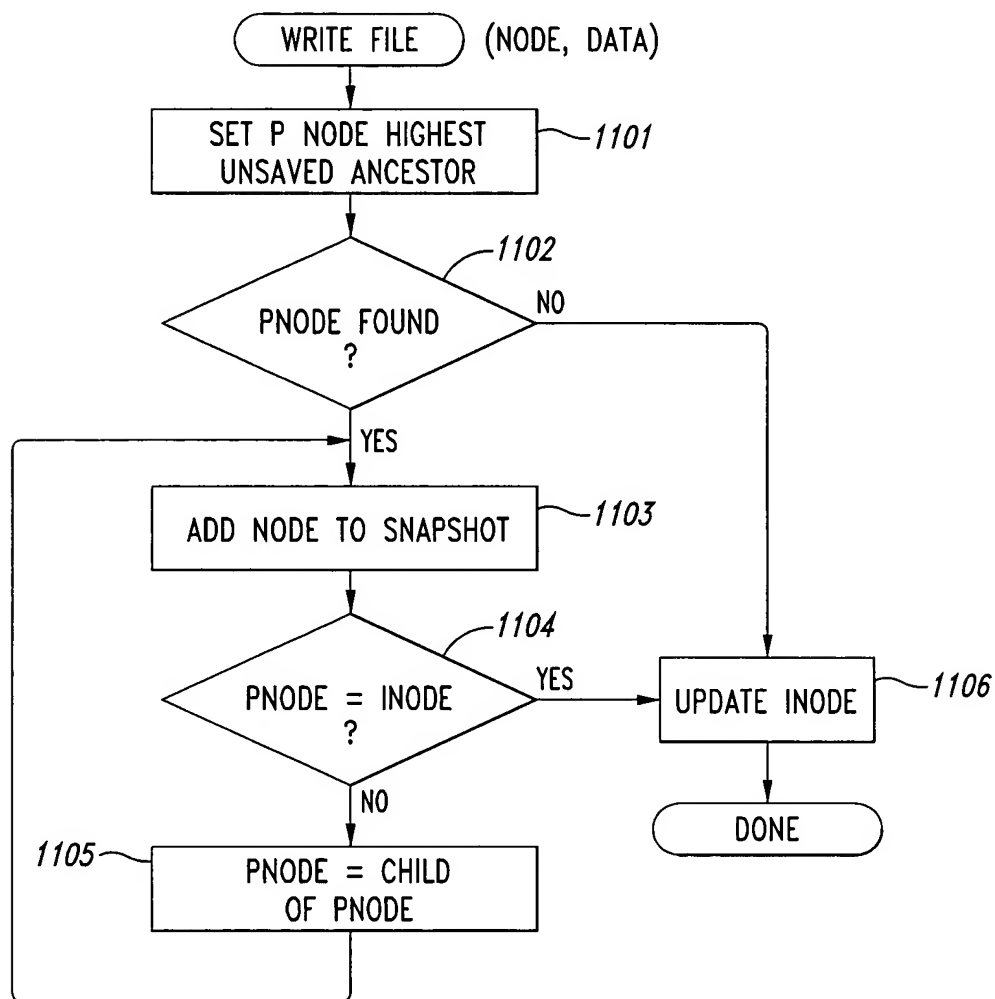 WRITE FILE (NODE, DATA)
SET P NODE HIGHEST
UNSAVED ANCESTOR
1101
1102
PNODE FOUND
?
NO
YES
ADD NODE TO SNAPSHOT
1103
1104
PNODE = INODE
?
YES
UPDATE INODE
1106
NO
DONE
1105
PNODE = CHILD
OF PNODE